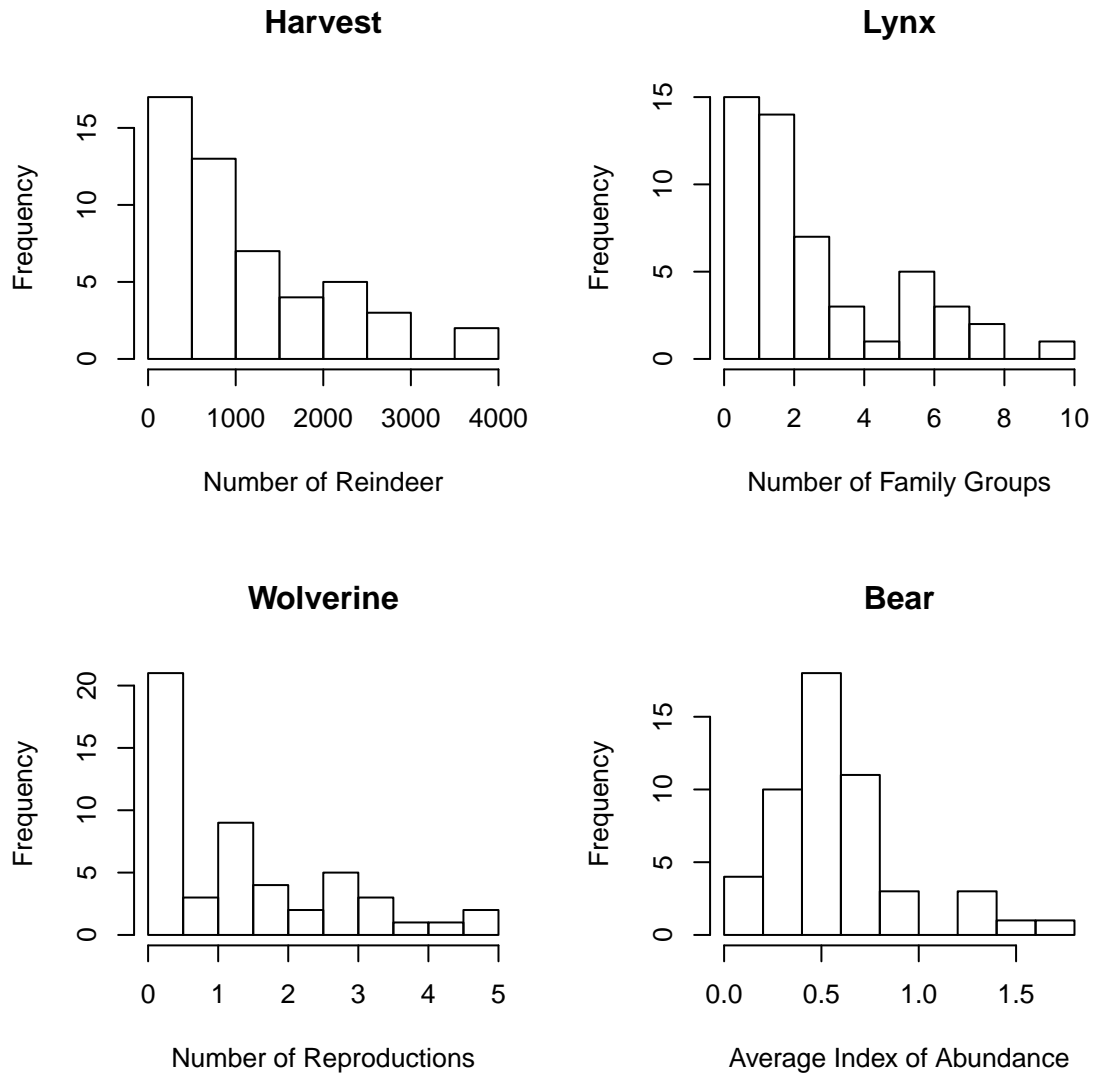 Harvest
Frequency
0 5 10 15
0 1000 2000 3000 4000
Number of Reindeer
Lynx
Frequency
0 5 10 15
0 2 4 6 8 10
Number of Family Groups
Wolverine
Frequency
0 5 10 15 20
0 1 2 3 4 5
Number of Reproductions
Bear
Frequency
0 5 10 15
0.0 0.5 1.0 1.5
Average Index of Abundance